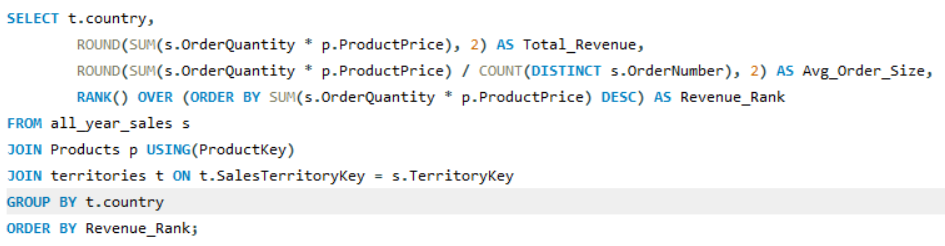 SELECT t.country,
ROUND(SUM(s.OrderQuantity * p.ProductPrice), 2) AS Total_Revenue,
ROUND(SUM(s.OrderQuantity * p.ProductPrice) / COUNT(DISTINCT s.OrderNumber), 2) AS Avg_Order_Size,
RANK() OVER (ORDER BY SUM(s.OrderQuantity * p.ProductPrice) DESC) AS Revenue_Rank
FROM all_year_sales s
JOIN Products p USING(ProductKey)
JOIN territories t ON t.SalesTerritoryKey = s.TerritoryKey
GROUP BY t.country
ORDER BY Revenue_Rank;